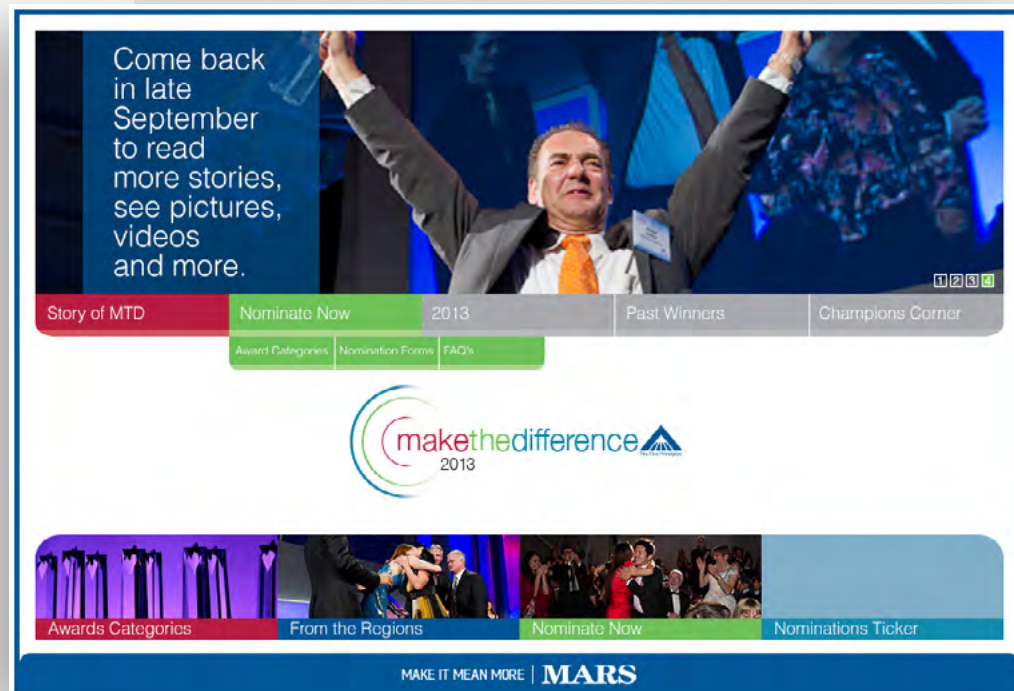 Come back
in late
September
to read
more stories,
see pictures,
videos
and more.
1 2 3 4
Story of MTD Nominate Now 2013 Past Winners Champions Corner
Award Categories Nomination Forms FAQ's
makethedifference
2013
Awards Categories From the Regions Nominate Now Nominations Ticker
MAKE IT MEAN MORE | MARS